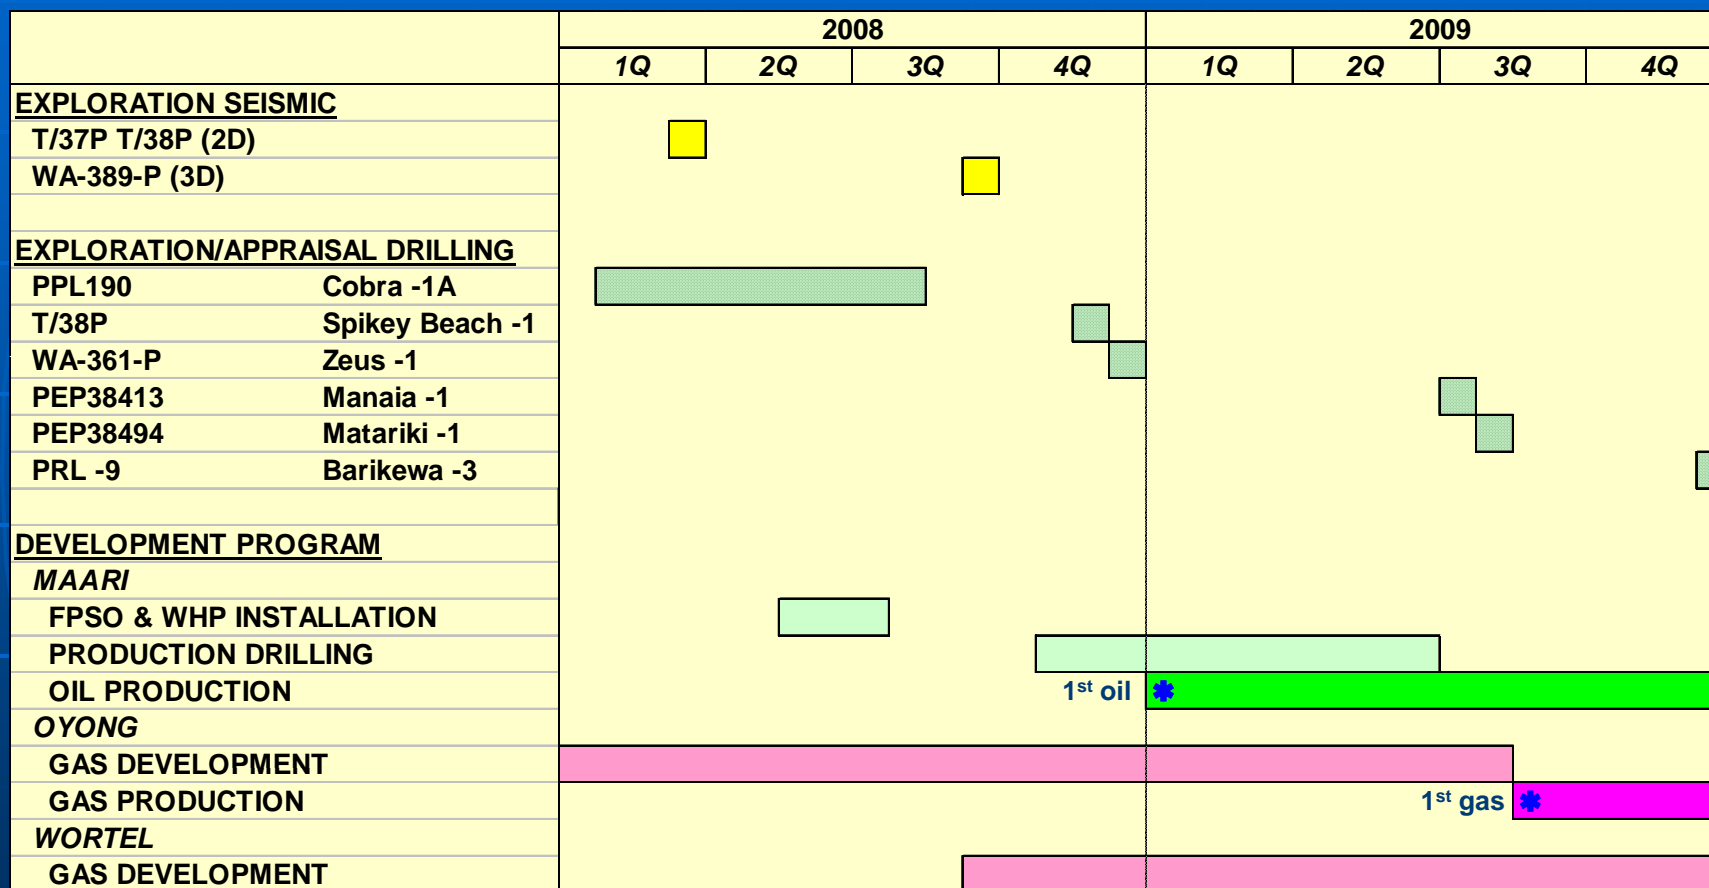 2008 2009
1Q 2Q 3Q 4Q 1Q 2Q 3Q 4Q
EXPLORATION SEISMIC
T/37P T/38P (2D)
WA-389-P (3D)
EXPLORATION/APPRAISAL DRILLING
PPL190 Cobra -1A
T/38P Spikey Beach -1
WA-361-P Zeus -1
PEP38413 Manaia -1
PEP38494 Matariki -1
PRL -9 Barikewa -3
DEVELOPMENT PROGRAM
MAARI
FPSO & WHP INSTALLATION
PRODUCTION DRILLING
OIL PRODUCTION 1st oil *
OYONG
GAS DEVELOPMENT
GAS PRODUCTION 1st gas *
WORTEL
GAS DEVELOPMENT